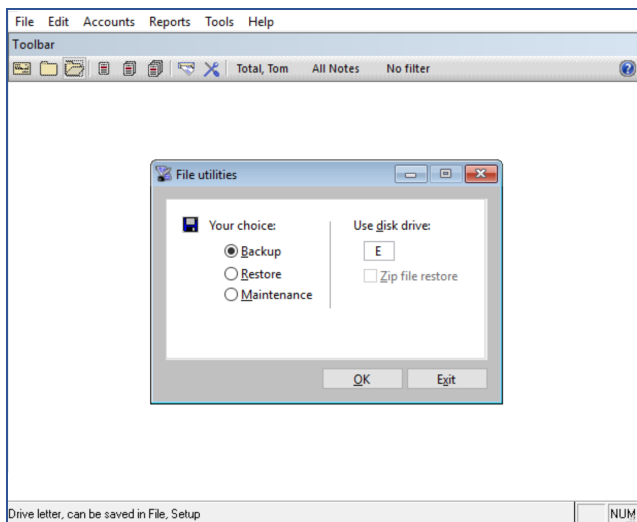 File Edit Accounts Reports Tools Help
Toolbar
Total, Tom All Notes No filter
File utilities
Your choice:
Backup
Restore
Maintenance
Use disk drive:
E
Zip file restore
OK Exit
Drive letter, can be saved in File, Setup
NUM